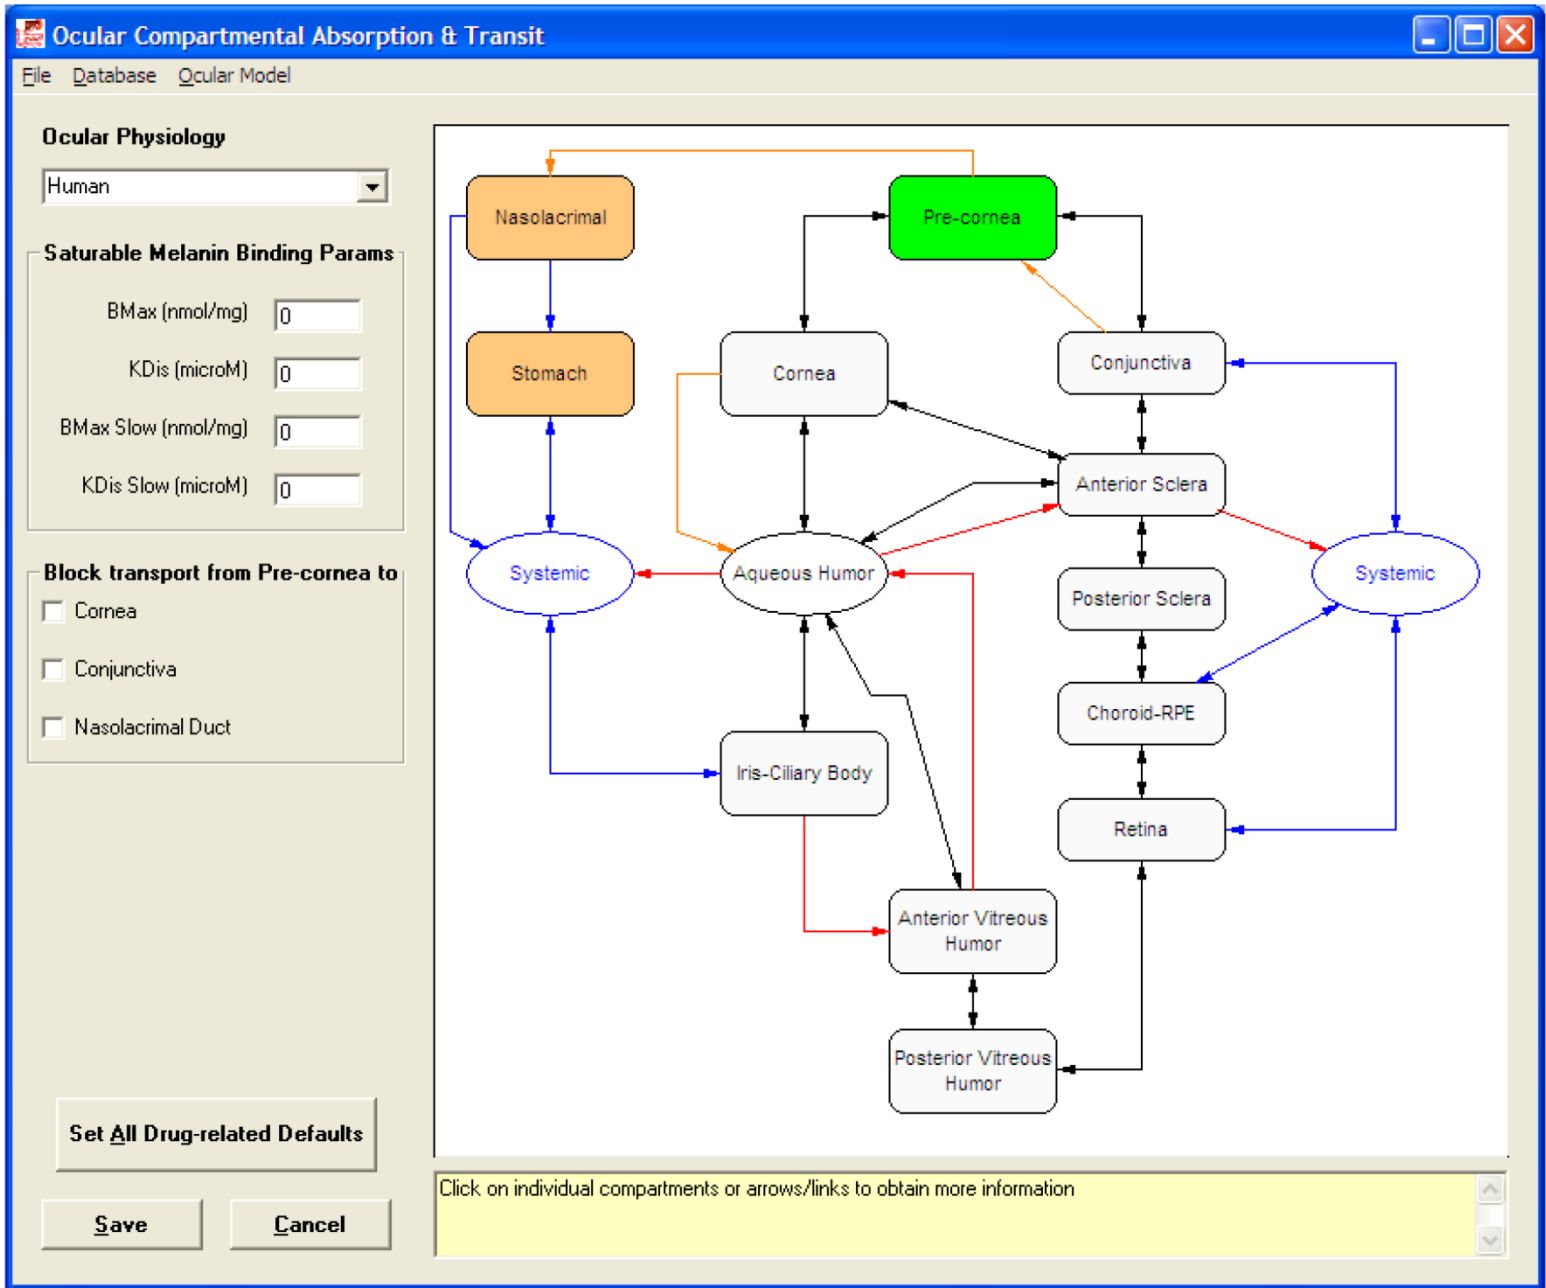 Ocular Compartmental Absorption & Transit
File Database Ocular Model
Ocular Physiology
Human
Saturable Melanin Binding Params
BMax (nmol/mg) 0
KDis (microM) 0
BMax Slow (nmol/mg) 0
KDis Slow (microM) 0
Block transport from Pre-cornea to
Cornea
Conjunctiva
Nasolacrimal Duct
Set All Drug-related Defaults
Save Cancel
Nasolacrimal
Pre-cornea
Stomach
Cornea
Conjunctiva
Anterior Sclera
Systemic
Aqueous Humor
Posterior Sclera
Systemic
Choroid-RPE
Iris-Ciliary Body
Retina
Anterior Vitreous
Humor
Posterior Vitreous
Humor
Click on individual compartments or arrows/links to obtain more information